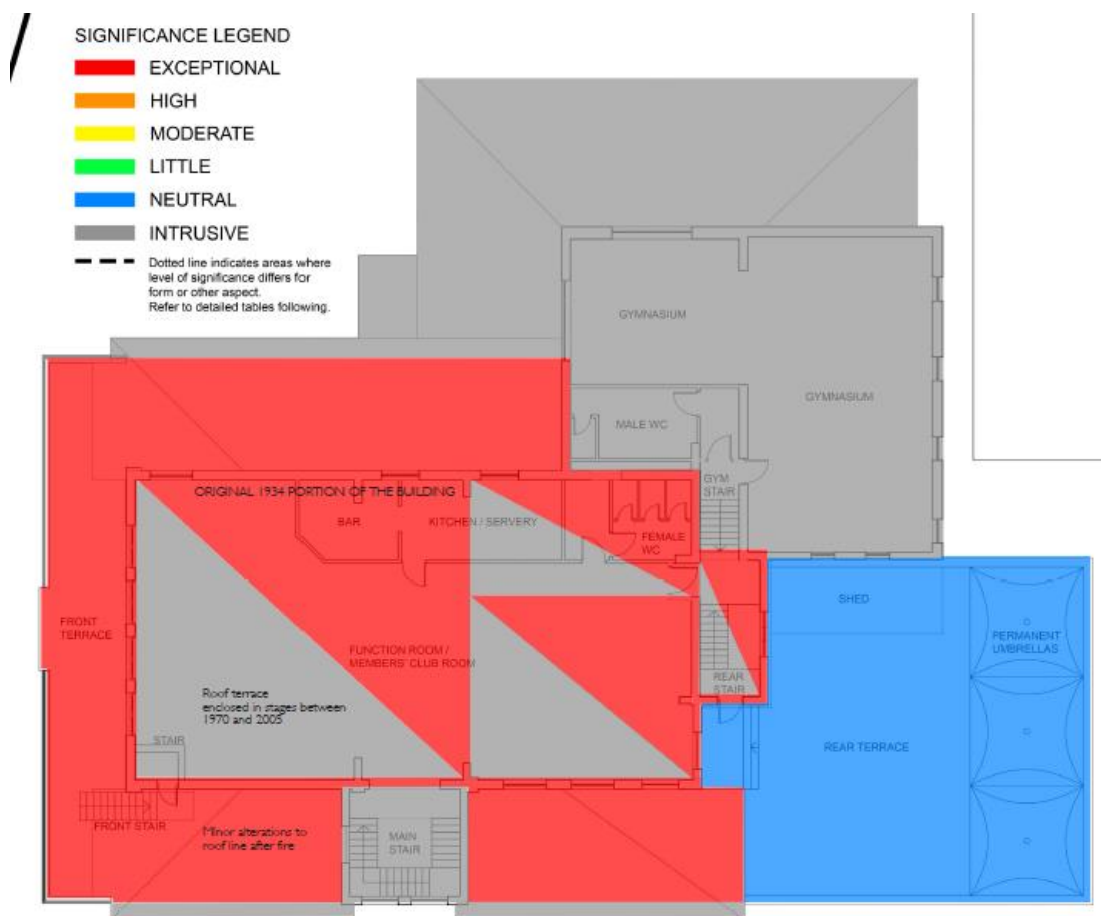 SIGNIFICANCE LEGEND
EXCEPTIONAL
HIGH
MODERATE
LITTLE
NEUTRAL
INTRUSIVE
Dotted line indicates areas where
level of significance differs for
form or other aspect.
Refer to detailed tables following.
GYMNASIUM
GYMNASIUM
MALE WC
GYM
STAIR
ORIGINAL 1934 PORTION OF THE BUILDING
BAR
KITCHEN / SERVERY
FEMALE
WC
SHED
FRONT
TERRACE
PERMANENT
UMBRELLAS
FUNCTION ROOM /
MEMBERS' CLUB ROOM
REAR
STAIR
Roof terrace
enclosed in stages between
1970 and 2005
STAIR
REAR TERRACE
FRONT STAIR
Minor alterations to
roof line after fire
MAIN
STAIR